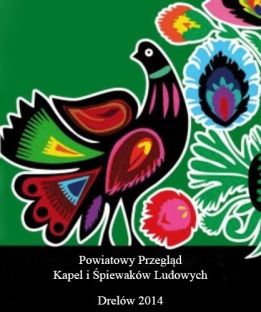 Powiatowy Przegląd
Kapel i Śpiewaków Ludowych
Drelów 2014